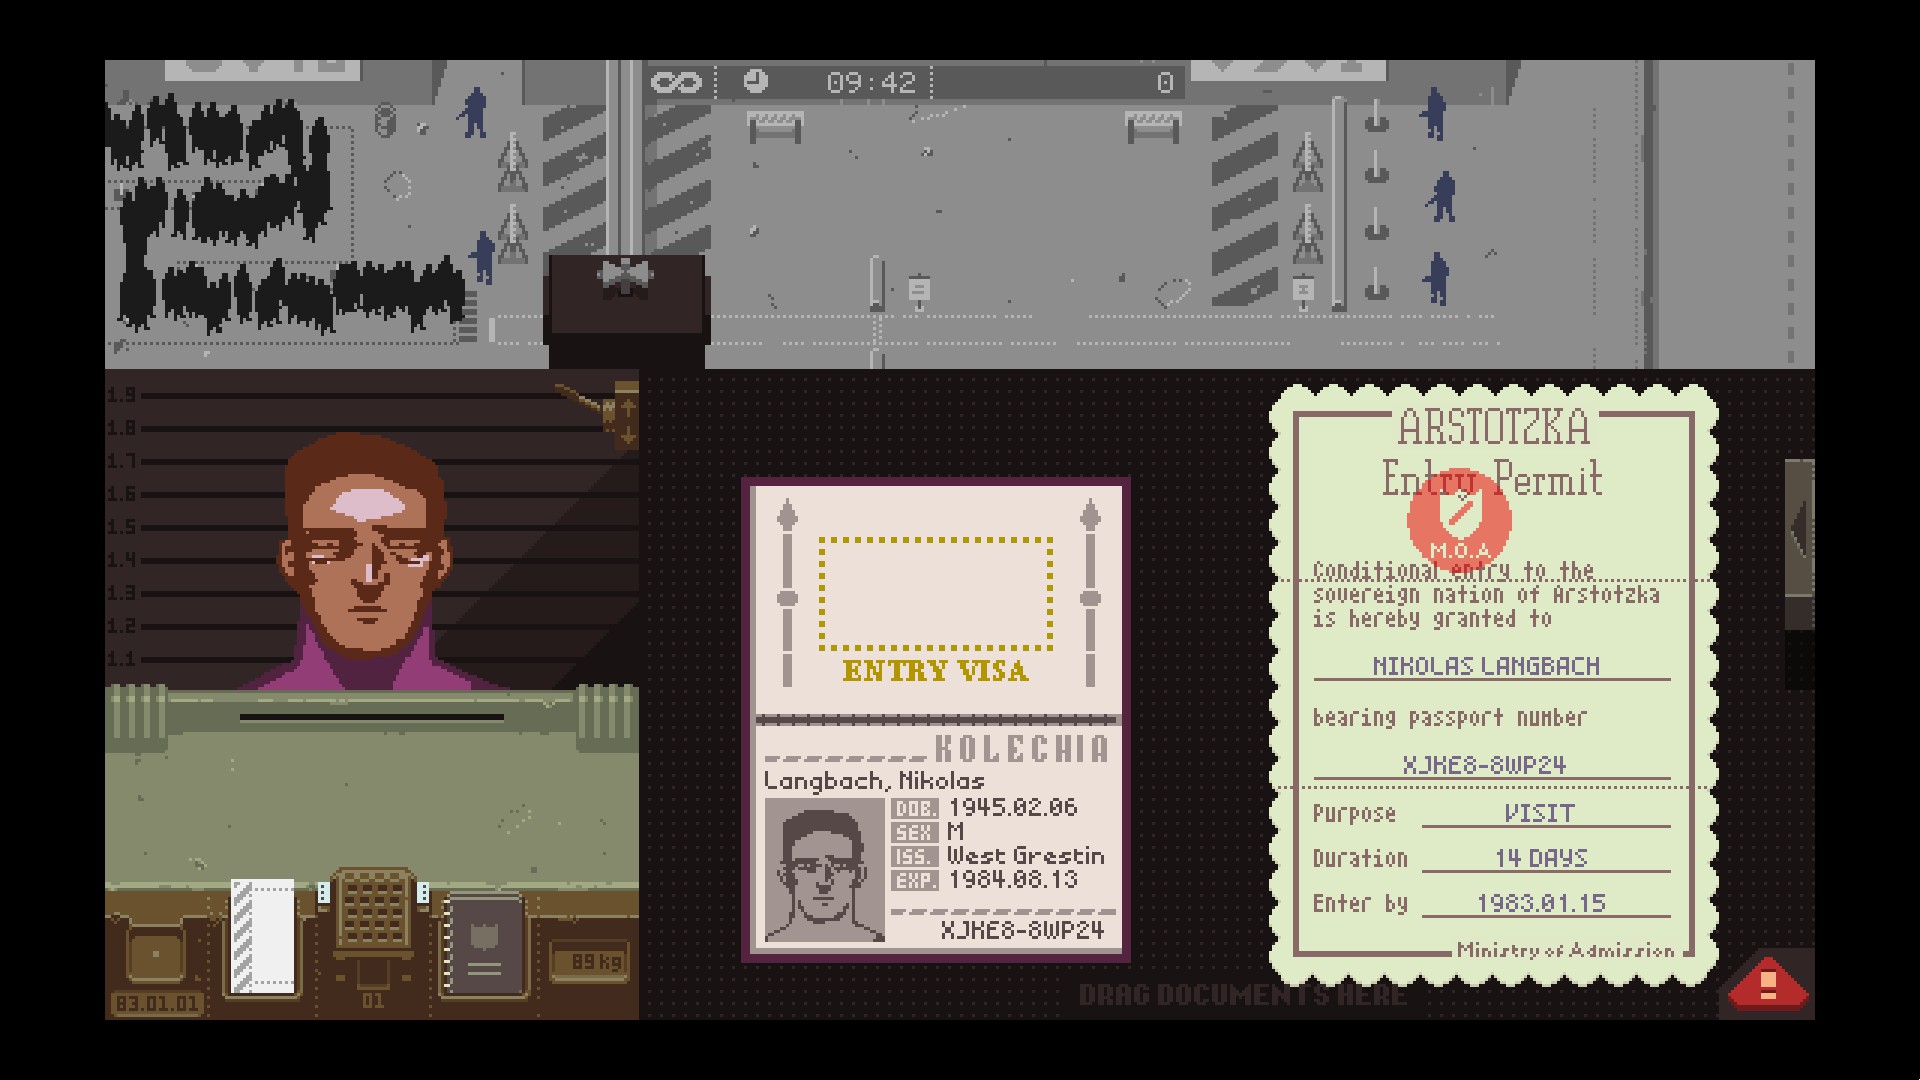 09:42
0
1.9
1.8
1.7
1.6
1.5
1.4
1.3
1.2
1.1
89kg
83.01.01
01
ENTRY VISA
KOLECHIA
Langbach, Nikolas
DOB. 1945.02.06
SEX M
ISS. West Grestin
EXP. 1984.08.13
XJKE8-8WP24
ARSTOTZKA
Entry Permit
M.O.A
Conditional entry to the
sovereign nation of Arstotzka
is hereby granted to
NIKOLAS LANGBACH
bearing passport number
XJKE8-8WP24
Purpose VISIT
Duration 14 DAYS
Enter by 1983.01.15
Ministry of Admission
DRAG DOCUMENTS HERE